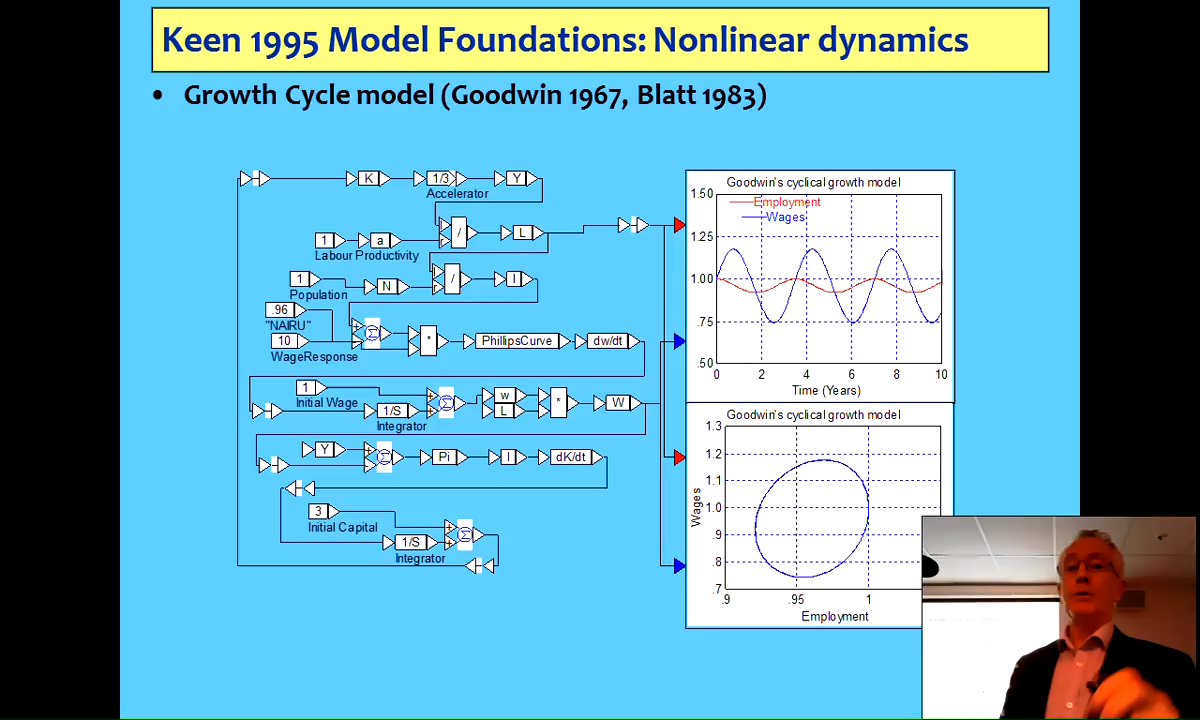 Keen 1995 Model Foundations: Nonlinear dynamics
• Growth Cycle model (Goodwin 1967, Blatt 1983)
K 1/3 Y
Accelerator
1 a / L
Labour Productivity
1 N / l
Population
.96
"NAIRU"
10 + - Σ * PhillipsCurve dw/dt
WageResponse
1 + + Σ w L * W
Initial Wage 1/S
Integrator
Y + - Σ Pi I dK/dt
3
Initial Capital + + Σ
1/S
Integrator
Goodwin's cyclical growth model
Employment
Wages
1.50
1.25
1.00
.75
.50
0 2 4 6 8 10
Time (Years)
Goodwin's cyclical growth model
1.3
1.2
1.1
1.0
.9
.8
.7
Wages
.9 .95 1
Employment